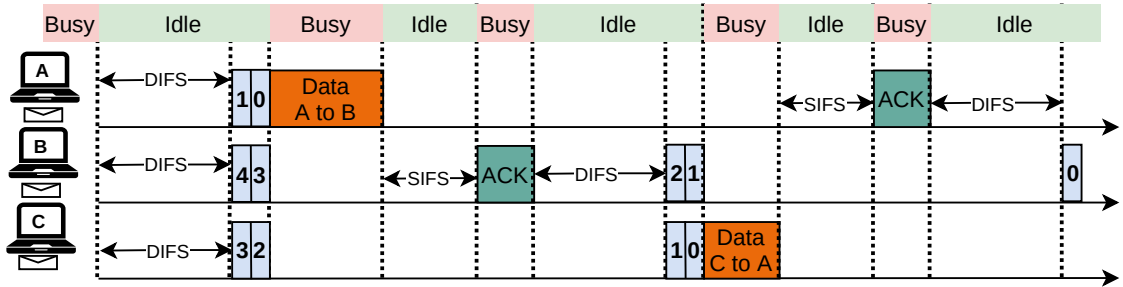 Busy Idle Busy Idle Busy Idle Busy Idle Busy Idle
A DIFS 1 0 Data
A to B SIFS ACK DIFS
B DIFS 4 3 SIFS ACK DIFS 2 1 0
C DIFS 3 2 1 0 Data
C to A